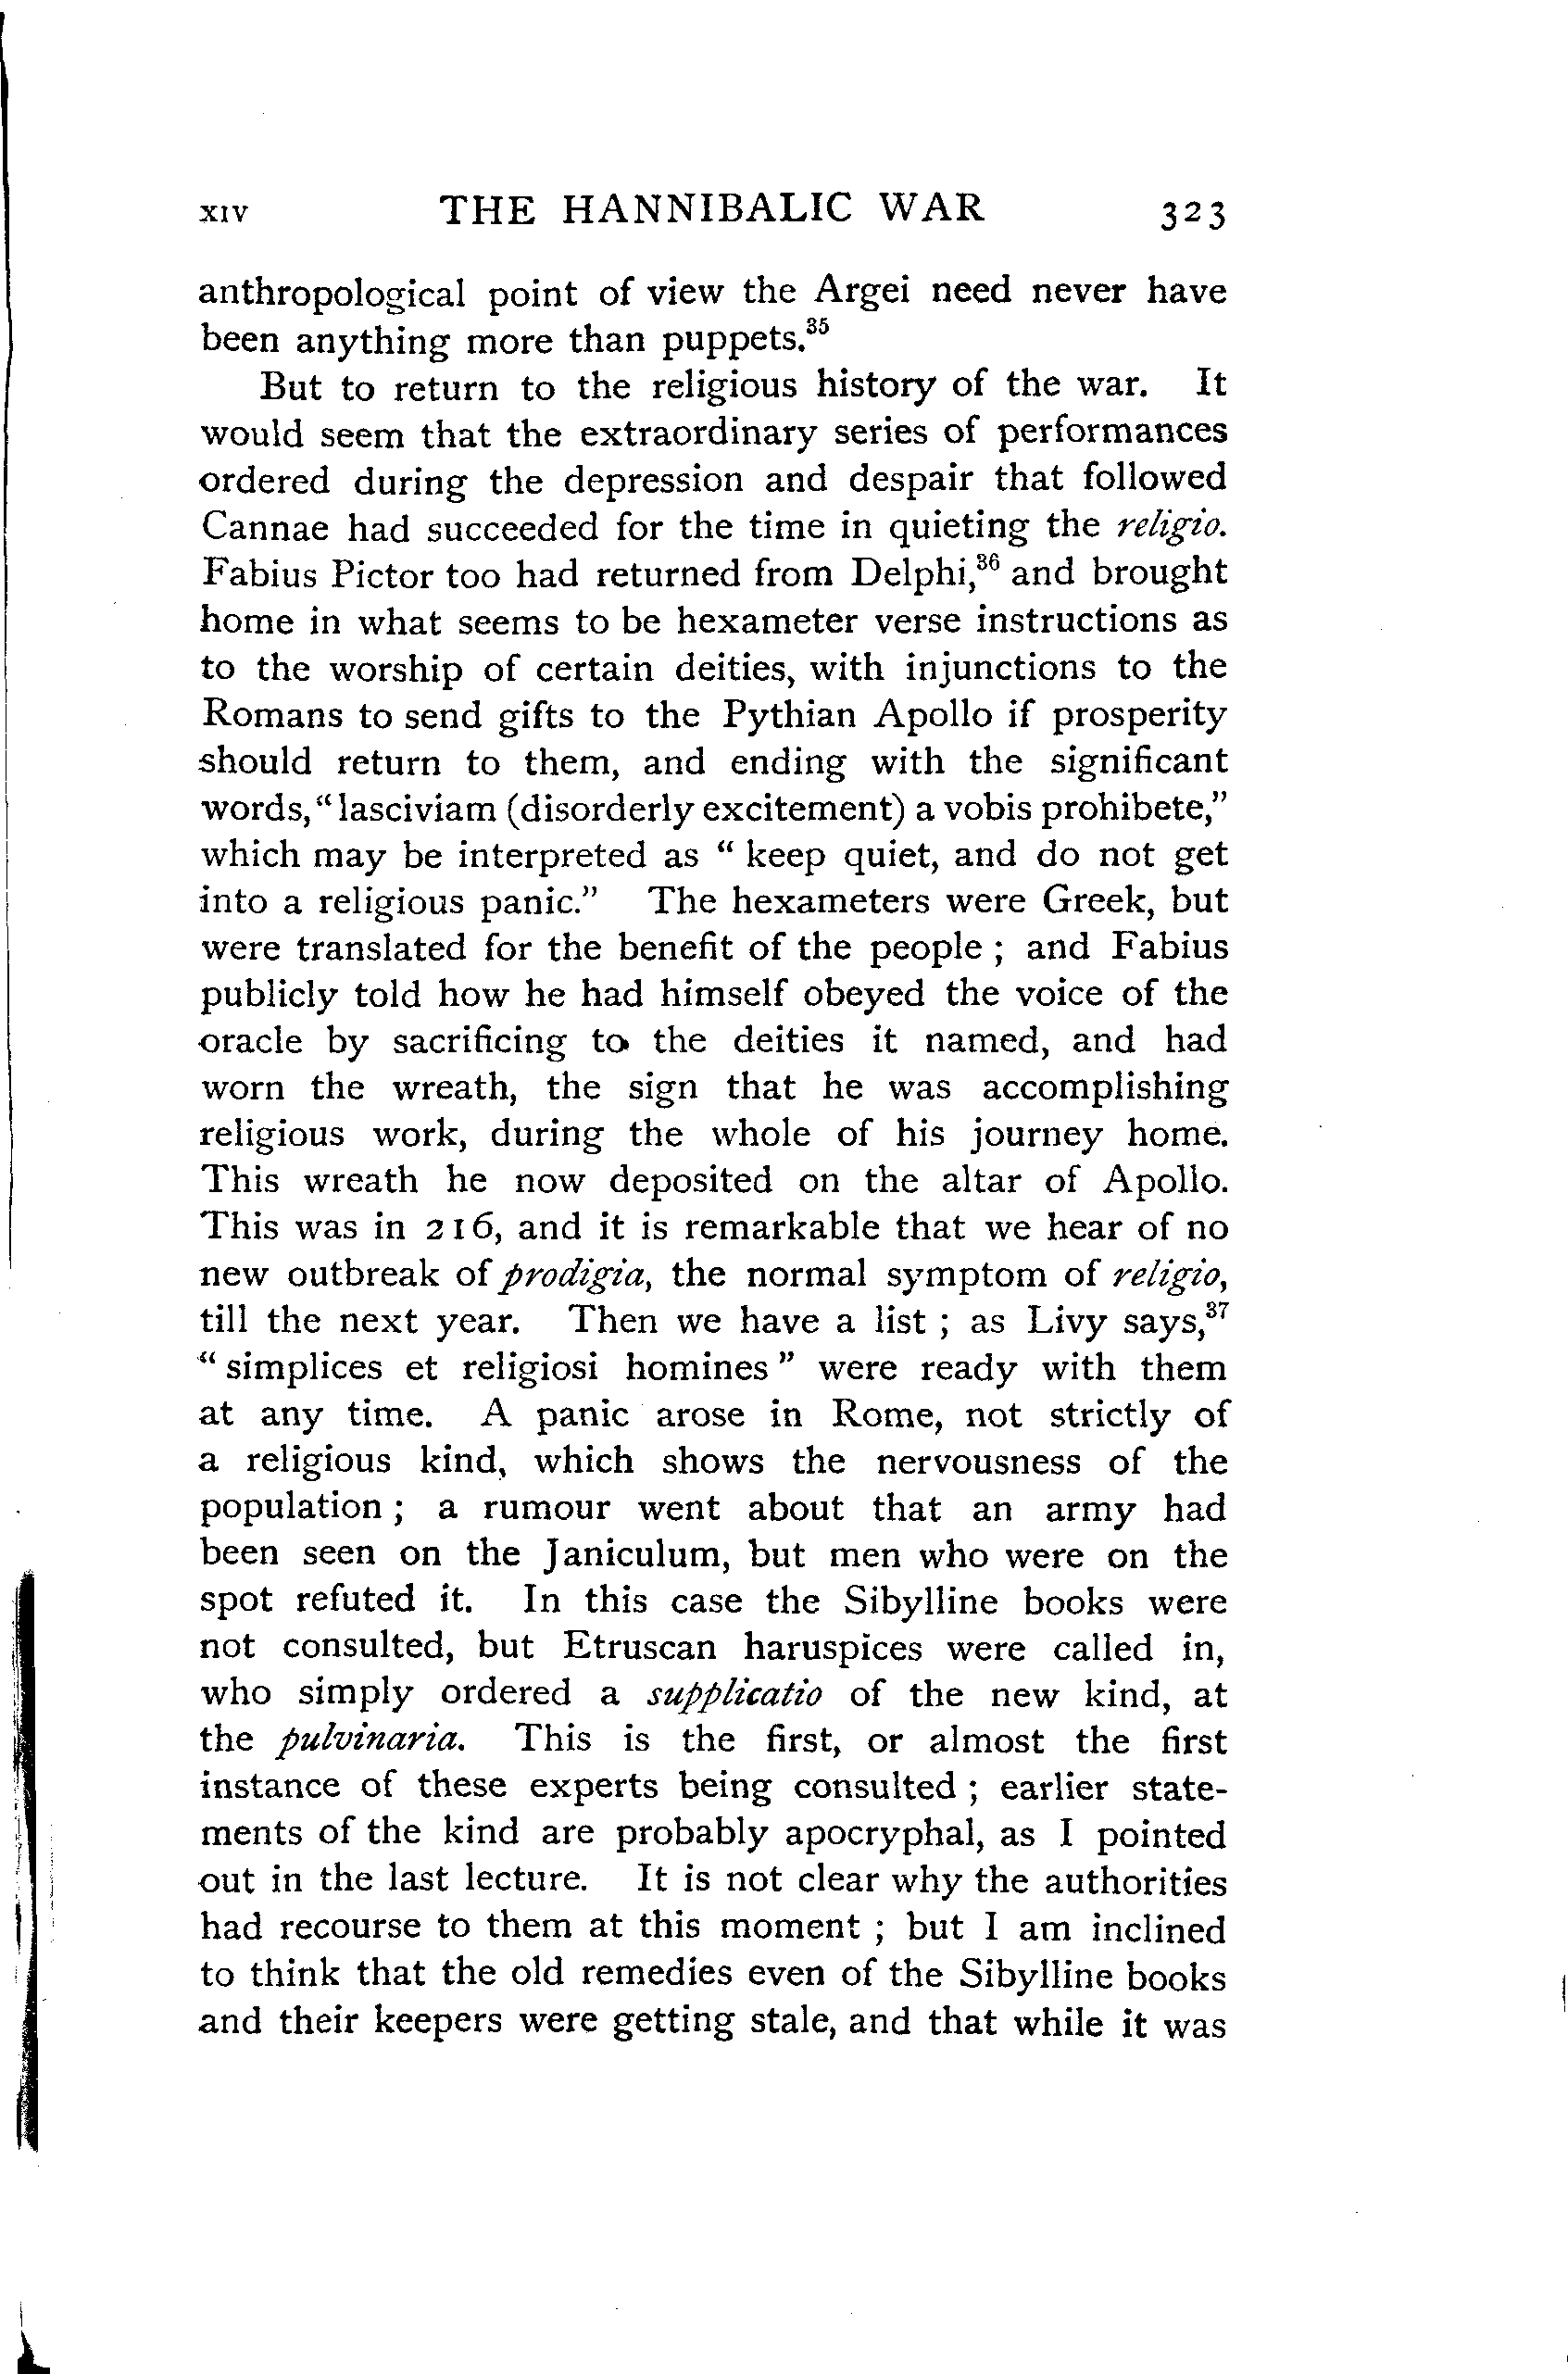 xiv THE HANNIBALIC WAR 323
anthropological point of view the Argei need never have
been anything more than puppets.³⁵
But to return to the religious history of the war. It
would seem that the extraordinary series of performances
ordered during the depression and despair that followed
Cannae had succeeded for the time in quieting the religio.
Fabius Pictor too had returned from Delphi,³⁶ and brought
home in what seems to be hexameter verse instructions as
to the worship of certain deities, with injunctions to the
Romans to send gifts to the Pythian Apollo if prosperity
should return to them, and ending with the significant
words, “lasciviam (disorderly excitement) a vobis prohibete,”
which may be interpreted as “ keep quiet, and do not get
into a religious panic.” The hexameters were Greek, but
were translated for the benefit of the people ; and Fabius
publicly told how he had himself obeyed the voice of the
oracle by sacrificing to the deities it named, and had
worn the wreath, the sign that he was accomplishing
religious work, during the whole of his journey home.
This wreath he now deposited on the altar of Apollo.
This was in 216, and it is remarkable that we hear of no
new outbreak of prodigia, the normal symptom of religio,
till the next year. Then we have a list ; as Livy says,³⁷
“ simplices et religiosi homines ” were ready with them
at any time. A panic arose in Rome, not strictly of
a religious kind, which shows the nervousness of the
population ; a rumour went about that an army had
been seen on the Janiculum, but men who were on the
spot refuted it. In this case the Sibylline books were
not consulted, but Etruscan haruspices were called in,
who simply ordered a supplicatio of the new kind, at
the pulvinaria. This is the first, or almost the first
instance of these experts being consulted ; earlier state-
ments of the kind are probably apocryphal, as I pointed
out in the last lecture. It is not clear why the authorities
had recourse to them at this moment ; but I am inclined
to think that the old remedies even of the Sibylline books
and their keepers were getting stale, and that while it was